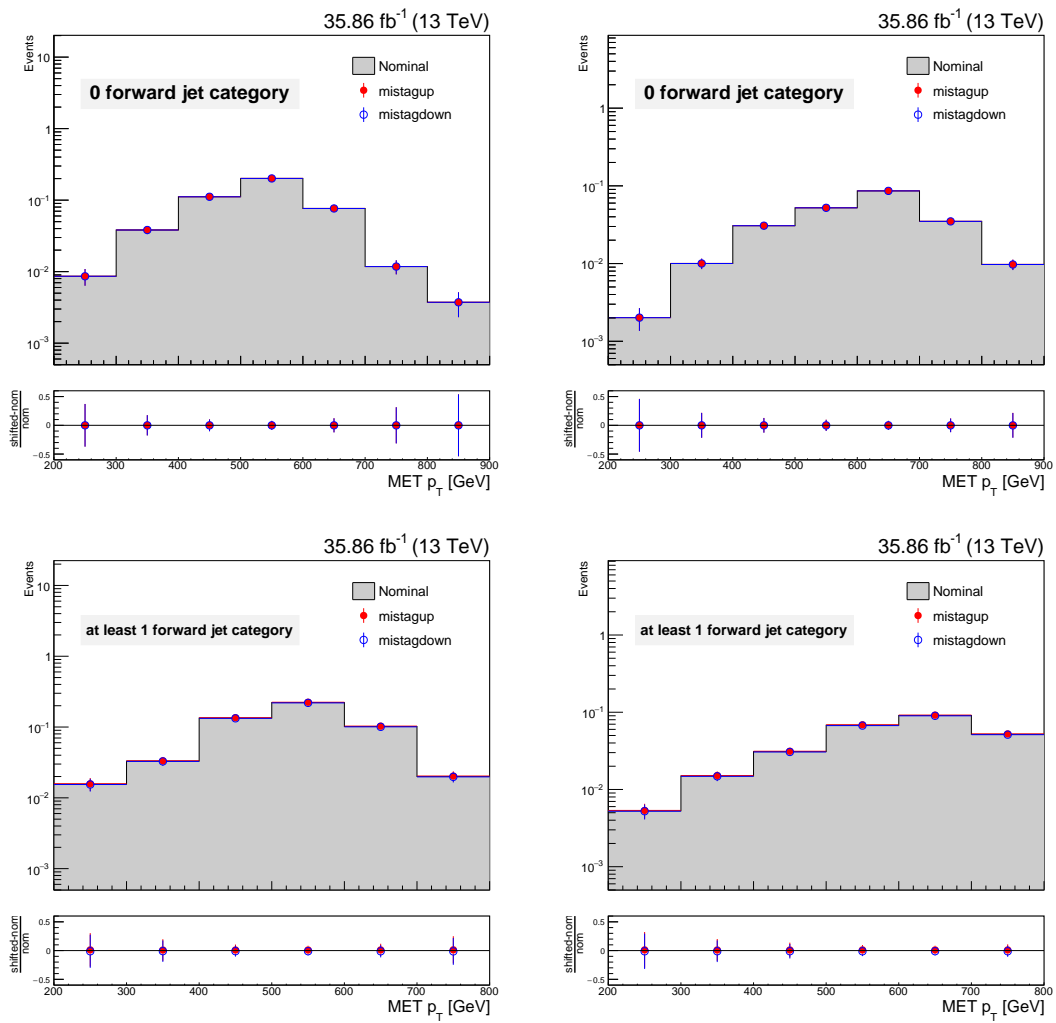 35.86 fb⁻¹ (13 TeV)
Events
10
1
10⁻¹
10⁻²
10⁻³
0 forward jet category
Nominal
mistagup
mistagdown
shifted-nom
nom
0.5
0
−0.5
200 300 400 500 600 700 800 900
MET p_T [GeV]
35.86 fb⁻¹ (13 TeV)
Events
1
10⁻¹
10⁻²
10⁻³
0 forward jet category
Nominal
mistagup
mistagdown
shifted-nom
nom
0.5
0
−0.5
200 300 400 500 600 700 800 900
MET p_T [GeV]
35.86 fb⁻¹ (13 TeV)
Events
10
1
10⁻¹
10⁻²
10⁻³
at least 1 forward jet category
Nominal
mistagup
mistagdown
shifted-nom
nom
0.5
0
−0.5
200 300 400 500 600 700 800
MET p_T [GeV]
35.86 fb⁻¹ (13 TeV)
Events
1
10⁻¹
10⁻²
10⁻³
at least 1 forward jet category
Nominal
mistagup
mistagdown
shifted-nom
nom
0.5
0
−0.5
200 300 400 500 600 700 800
MET p_T [GeV]